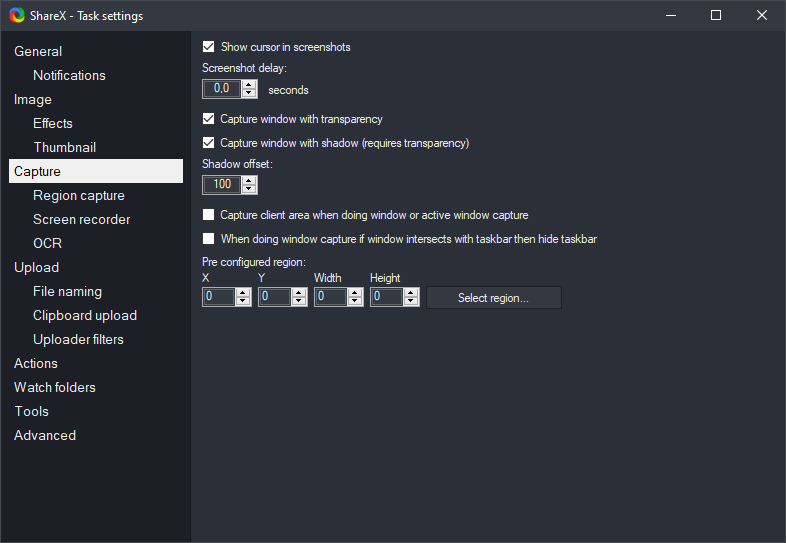 ShareX - Task settings
General
Notifications
Image
Effects
Thumbnail
Capture
Region capture
Screen recorder
OCR
Upload
File naming
Clipboard upload
Uploader filters
Actions
Watch folders
Tools
Advanced
Show cursor in screenshots
Screenshot delay:
0,0 seconds
Capture window with transparency
Capture window with shadow (requires transparency)
Shadow offset:
100
Capture client area when doing window or active window capture
When doing window capture if window intersects with taskbar then hide taskbar
Pre configured region:
X Y Width Height
0 0 0 0 Select region...